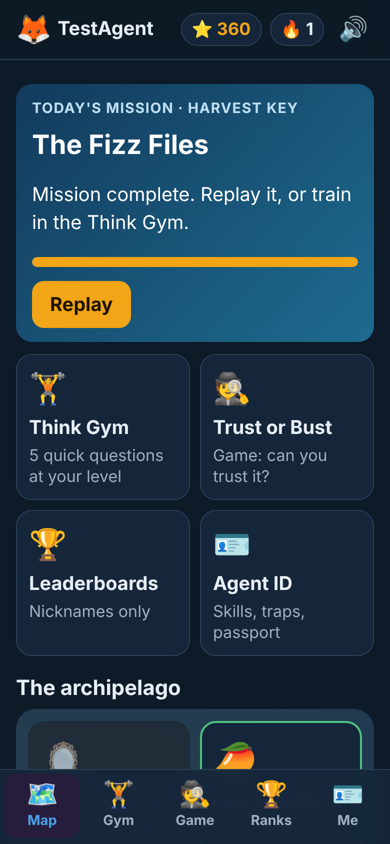 TestAgent
360
1
TODAY'S MISSION · HARVEST KEY
The Fizz Files
Mission complete. Replay it, or train
in the Think Gym.
Replay
Think Gym
5 quick questions
at your level
Trust or Bust
Game: can you
trust it?
Leaderboards
Nicknames only
Agent ID
Skills, traps,
passport
The archipelago
Map
Gym
Game
Ranks
Me